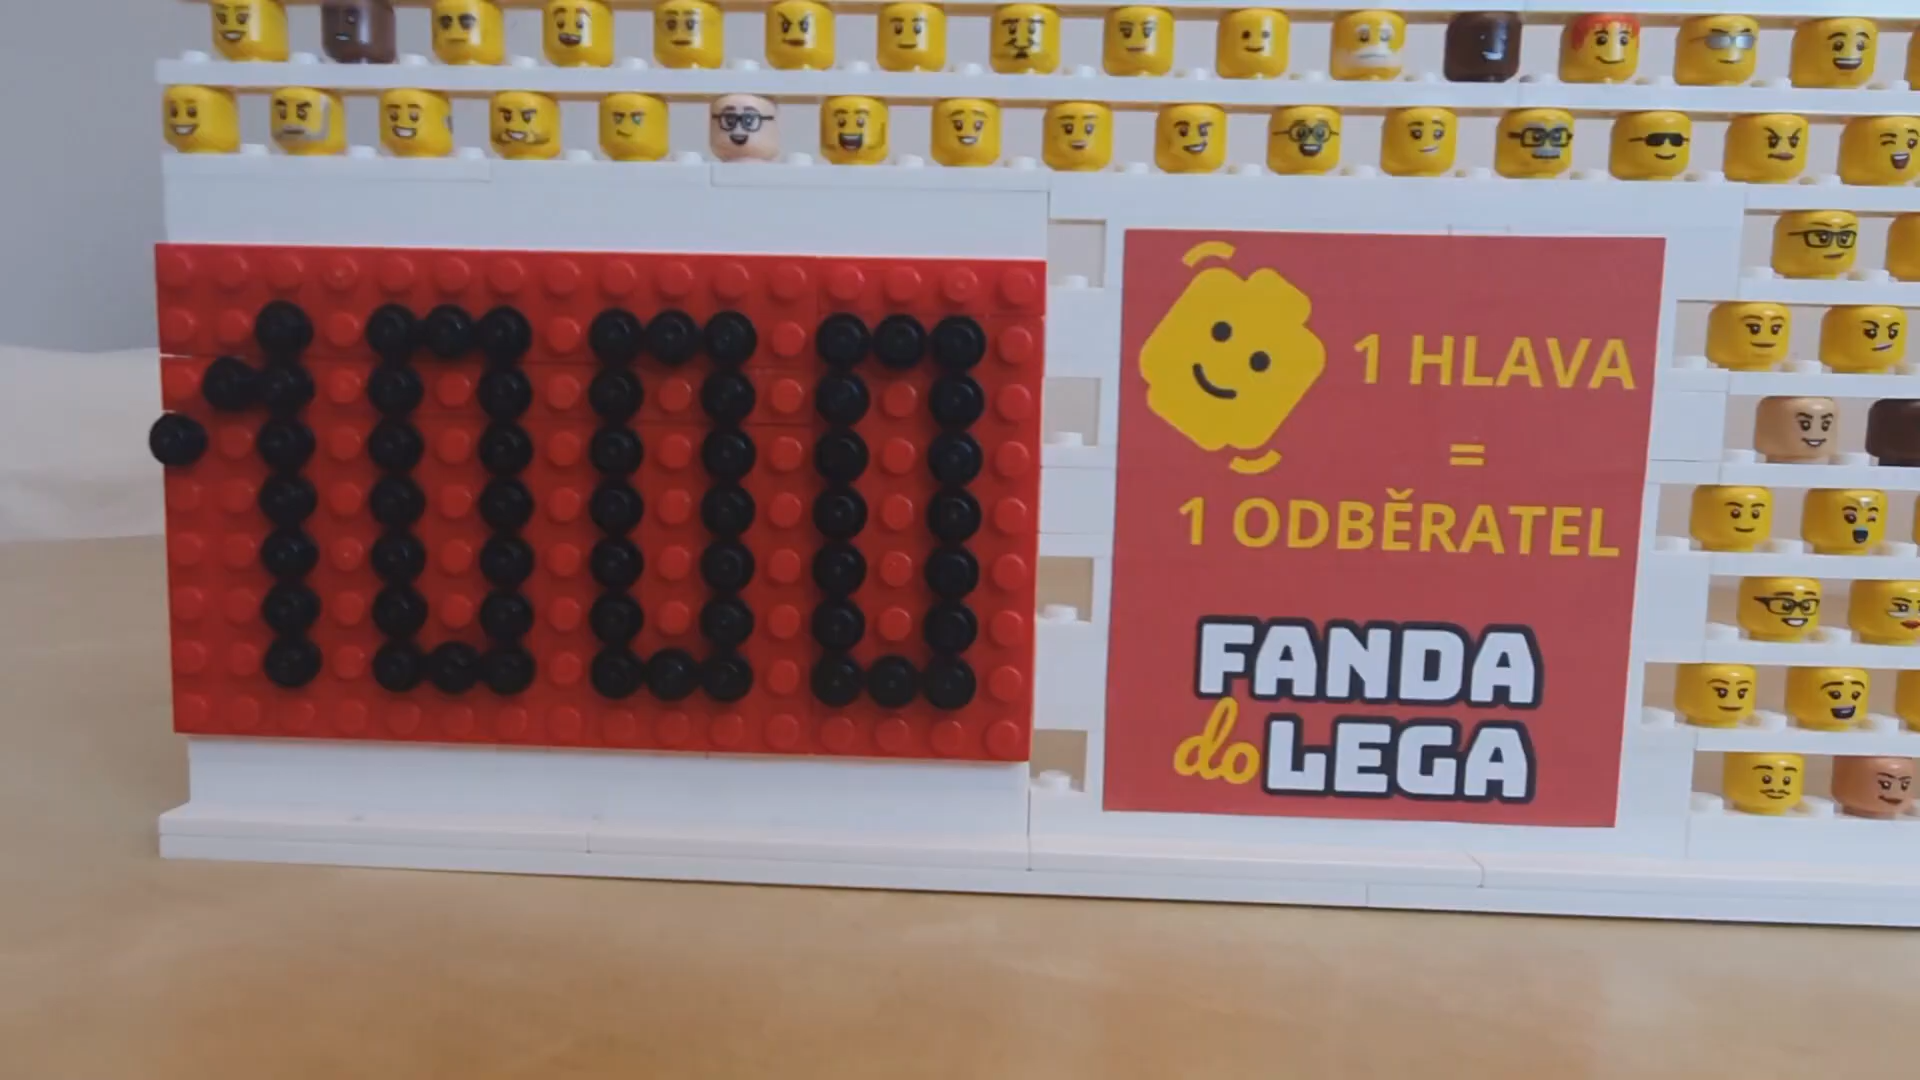 1000
1 HLAVA
=
1 ODBĚRATEL
FANDA
do LEGA